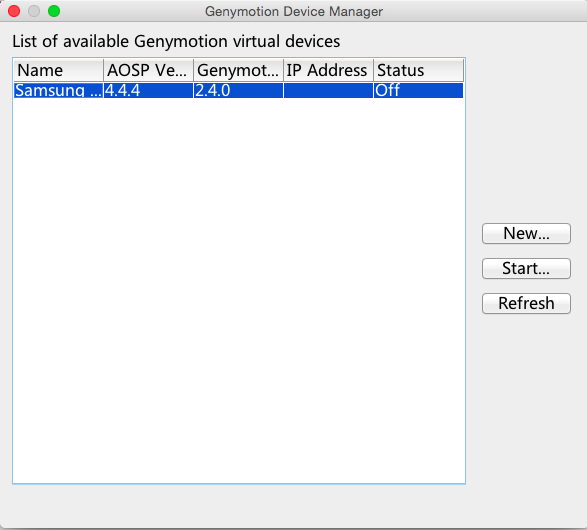 Genymotion Device Manager
List of available Genymotion virtual devices
Name AOSP Ve... Genymot... IP Address Status
Samsung ... 4.4.4 2.4.0 Off
New...
Start...
Refresh